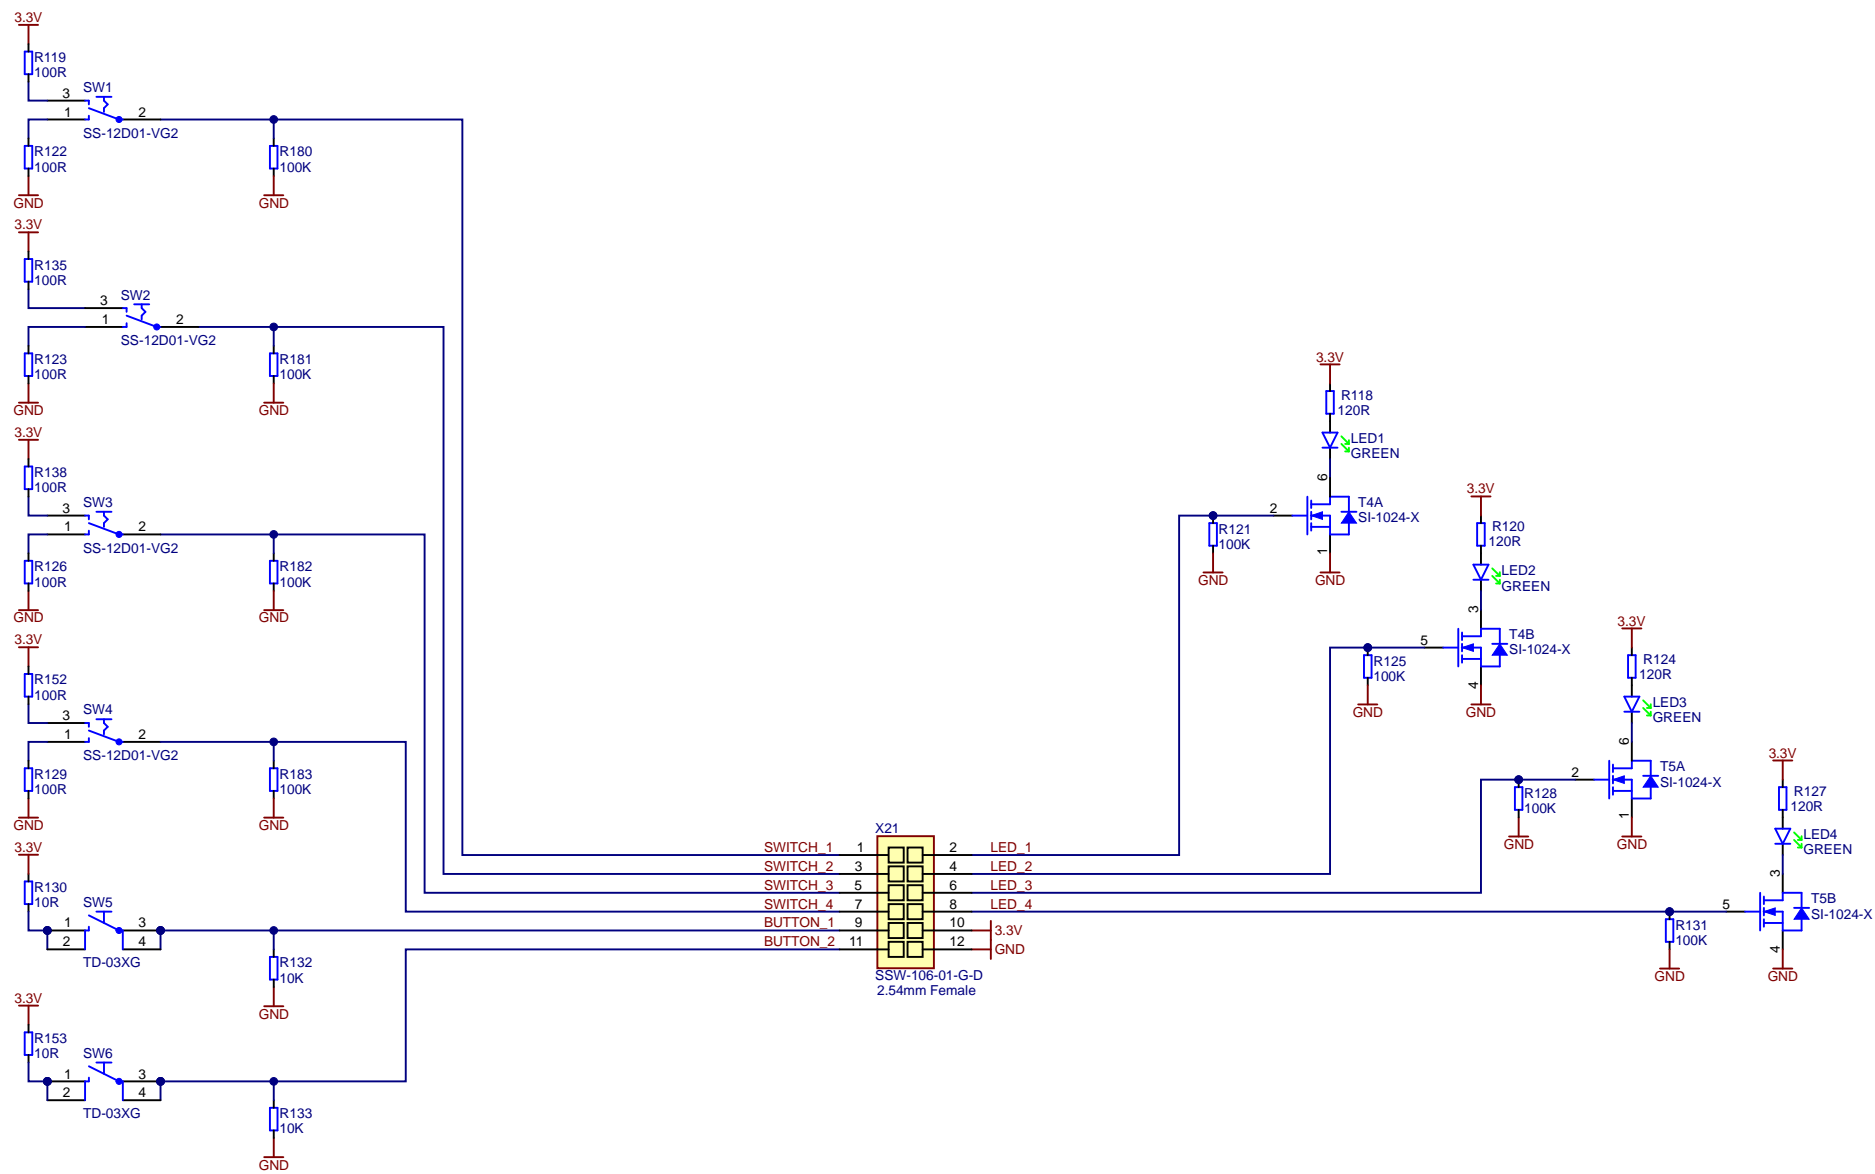 3.3V
R119
100R
SW1
3
1
2
SS-12D01-VG2
R122
100R
GND
R180
100K
GND
3.3V
R135
100R
SW2
3
1
2
SS-12D01-VG2
R123
100R
GND
R181
100K
GND
3.3V
R138
100R
SW3
3
1
2
SS-12D01-VG2
R126
100R
GND
R182
100K
GND
3.3V
R152
100R
SW4
3
1
2
SS-12D01-VG2
R129
100R
GND
R183
100K
GND
3.3V
R130
10R
SW5
1
2
3
4
TD-03XG
R132
10K
GND
3.3V
R153
10R
SW6
1
2
3
4
TD-03XG
R133
10K
GND
X21
SWITCH_1 1 2 LED_1
SWITCH_2 3 4 LED_2
SWITCH_3 5 6 LED_3
SWITCH_4 7 8 LED_4
BUTTON_1 9 10 3.3V
BUTTON_2 11 12 GND
SSW-106-01-G-D
2.54mm Female
3.3V
R118
120R
LED1
GREEN
6
T4A
SI-1024-X
2
1
R121
100K
GND
GND
3.3V
R120
120R
LED2
GREEN
3
T4B
SI-1024-X
5
4
R125
100K
GND
GND
3.3V
R124
120R
LED3
GREEN
6
T5A
SI-1024-X
2
1
R128
100K
GND
GND
3.3V
R127
120R
LED4
GREEN
3
T5B
SI-1024-X
5
4
R131
100K
GND
GND